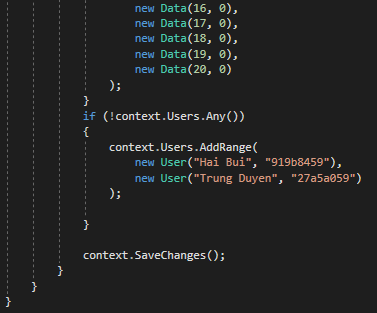 new Data(16, 0),
new Data(17, 0),
new Data(18, 0),
new Data(19, 0),
new Data(20, 0)
);
}
if (!context.Users.Any())
{
context.Users.AddRange(
new User("Hai Bui", "919b8459"),
new User("Trung Duyen", "27a5a059")
);
}
context.SaveChanges();
}
}
}